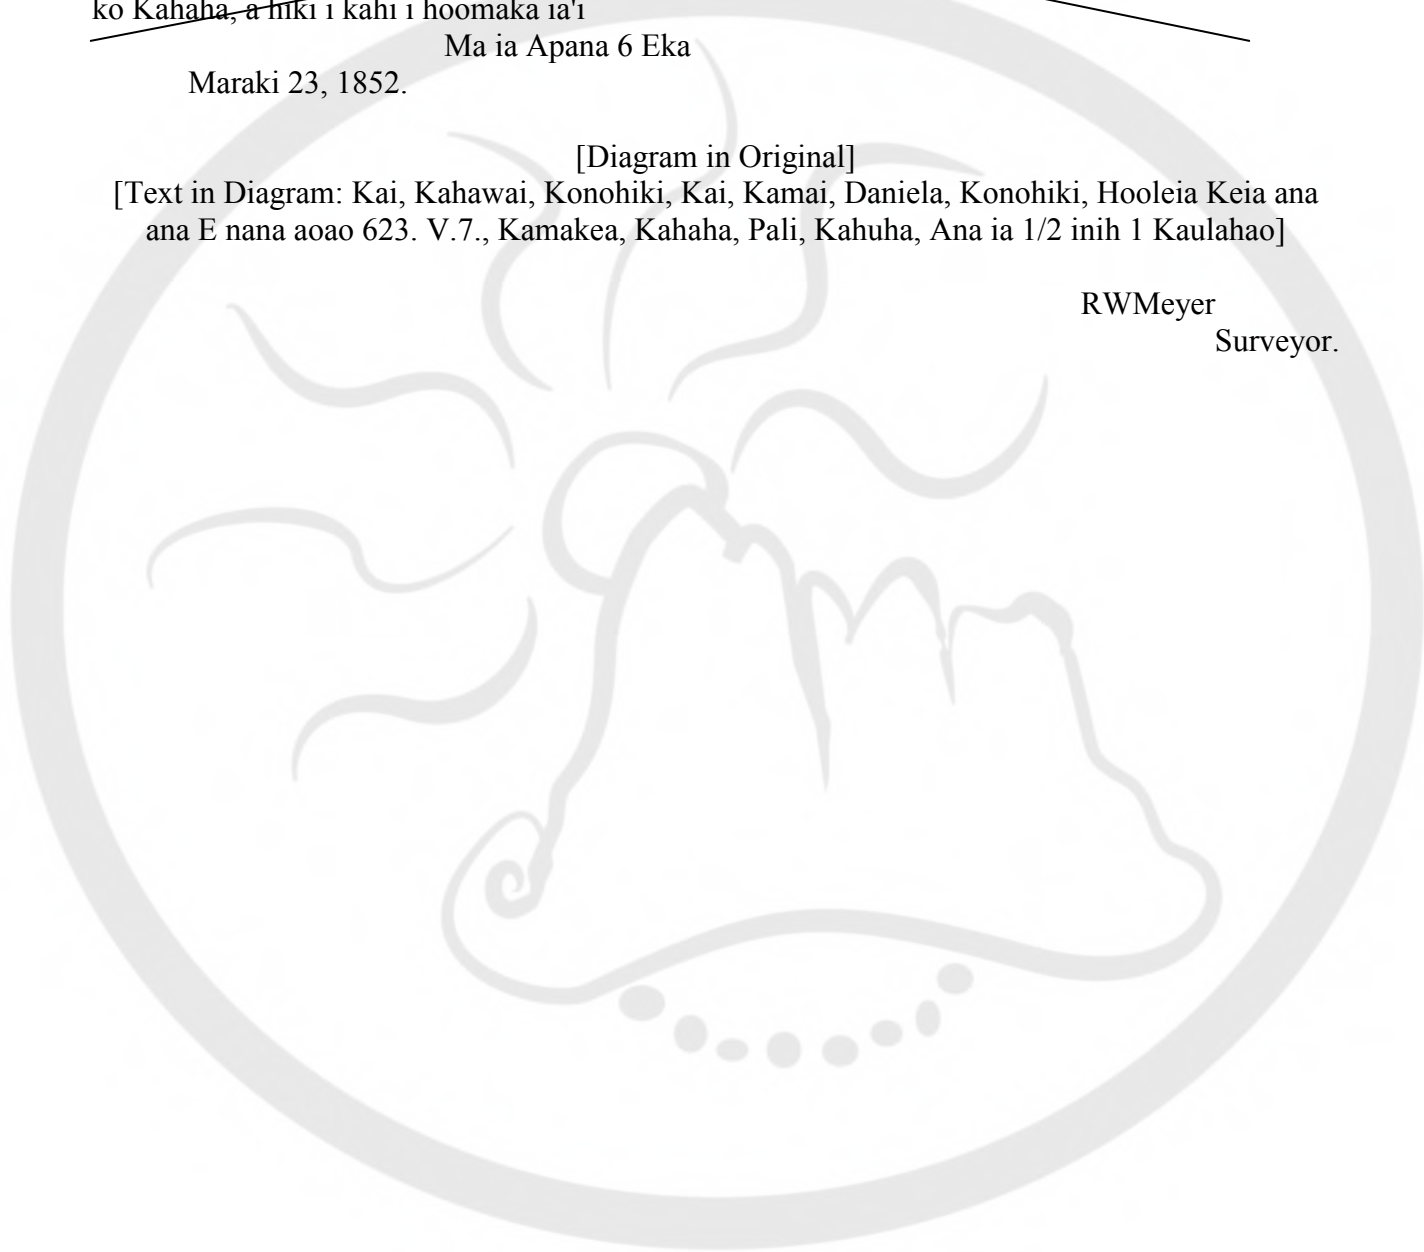 ko Kahaha, a hiki i kahi i hoomaka ia'i
Ma ia Apana 6 Eka
Maraki 23, 1852.
[Diagram in Original]
[Text in Diagram: Kai, Kahawai, Konohiki, Kai, Kamai, Daniela, Konohiki, Hooleia Keia ana
ana E nana aoao 623. V.7., Kamakea, Kahaha, Pali, Kahuha, Ana ia 1/2 inih 1 Kaulahao]
RWMeyer
Surveyor.